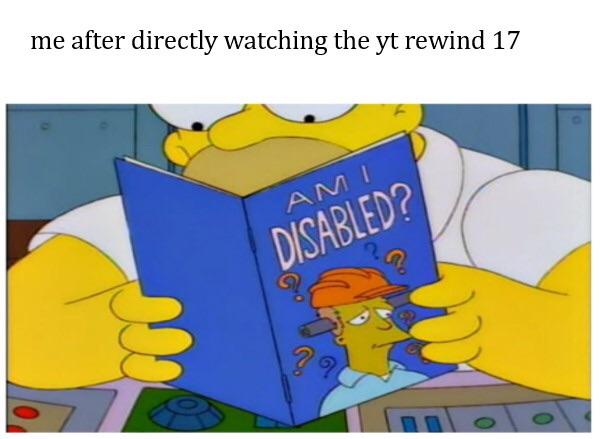 me after directly watching the yt rewind 17
AM I
DISABLED?
? ? ? ? ? ? ?